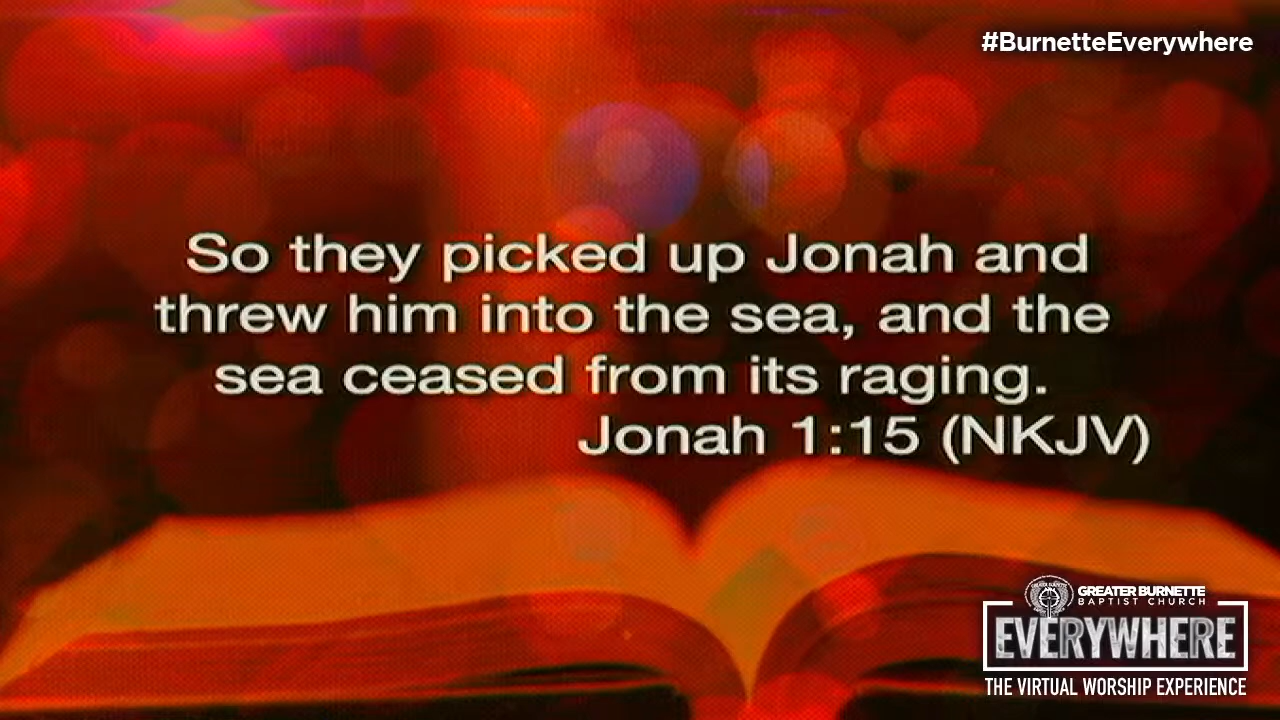 #BurnetteEverywhere
So they picked up Jonah and
threw him into the sea, and the
sea ceased from its raging.
Jonah 1:15 (NKJV)
GREATER BURNETTE
BAPTIST CHURCH
EVERYWHERE
THE VIRTUAL WORSHIP EXPERIENCE